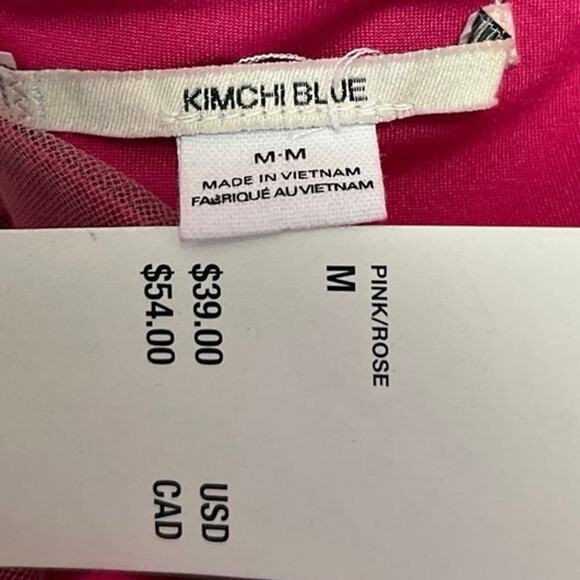 KIMCHI BLUE
M-M
MADE IN VIETNAM
FABRIQUÉ AU VIETNAM
PINK/ROSE
M
$39.00 USD
$54.00 CAD